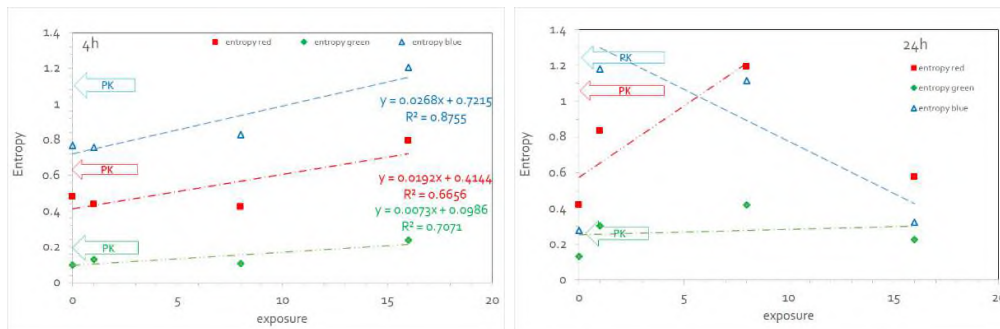 4h
entropy red
entropy green
entropy blue
1.4
1.2
1
0.8
0.6
0.4
0.2
0
Entropy
PK
PK
PK
y = 0.0268x + 0.7215
R² = 0.8755
y = 0.0192x + 0.4144
R² = 0.6656
y = 0.0073x + 0.0986
R² = 0.7071
0
5
10
15
20
exposure
24h
entropy red
entropy green
entropy blue
1.4
1.2
1
0.8
0.6
0.4
0.2
0
Entropy
PK
PK
PK
0
5
10
15
20
exposure